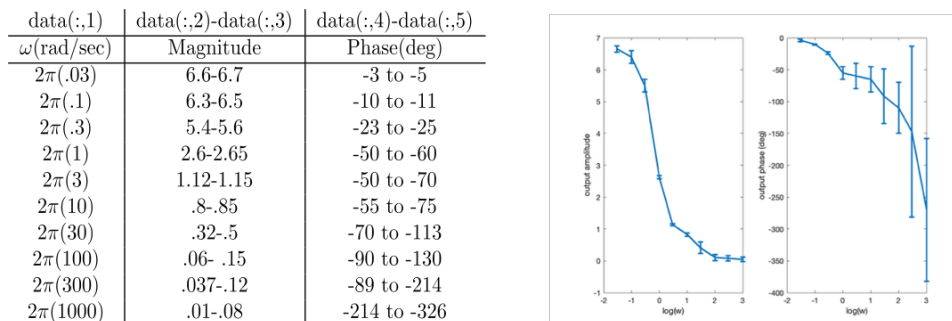 data(:,1) data(:,2)-data(:,3) data(:,4)-data(:,5)
ω(rad/sec) Magnitude Phase(deg)
2π(.03) 6.6-6.7 -3 to -5
2π(.1) 6.3-6.5 -10 to -11
2π(.3) 5.4-5.6 -23 to -25
2π(1) 2.6-2.65 -50 to -60
2π(3) 1.12-1.15 -50 to -70
2π(10) .8-.85 -55 to -75
2π(30) .32-.5 -70 to -113
2π(100) .06- .15 -90 to -130
2π(300) .037-.12 -89 to -214
2π(1000) .01-.08 -214 to -326
7
6
5
4
3
2
1
0
-1
output amplitude
-2 -1 0 1 2 3
log(w)
0
-50
-100
-150
-200
-250
-300
-350
-400
output phase (deg)
-2 -1 0 1 2 3
log(w)